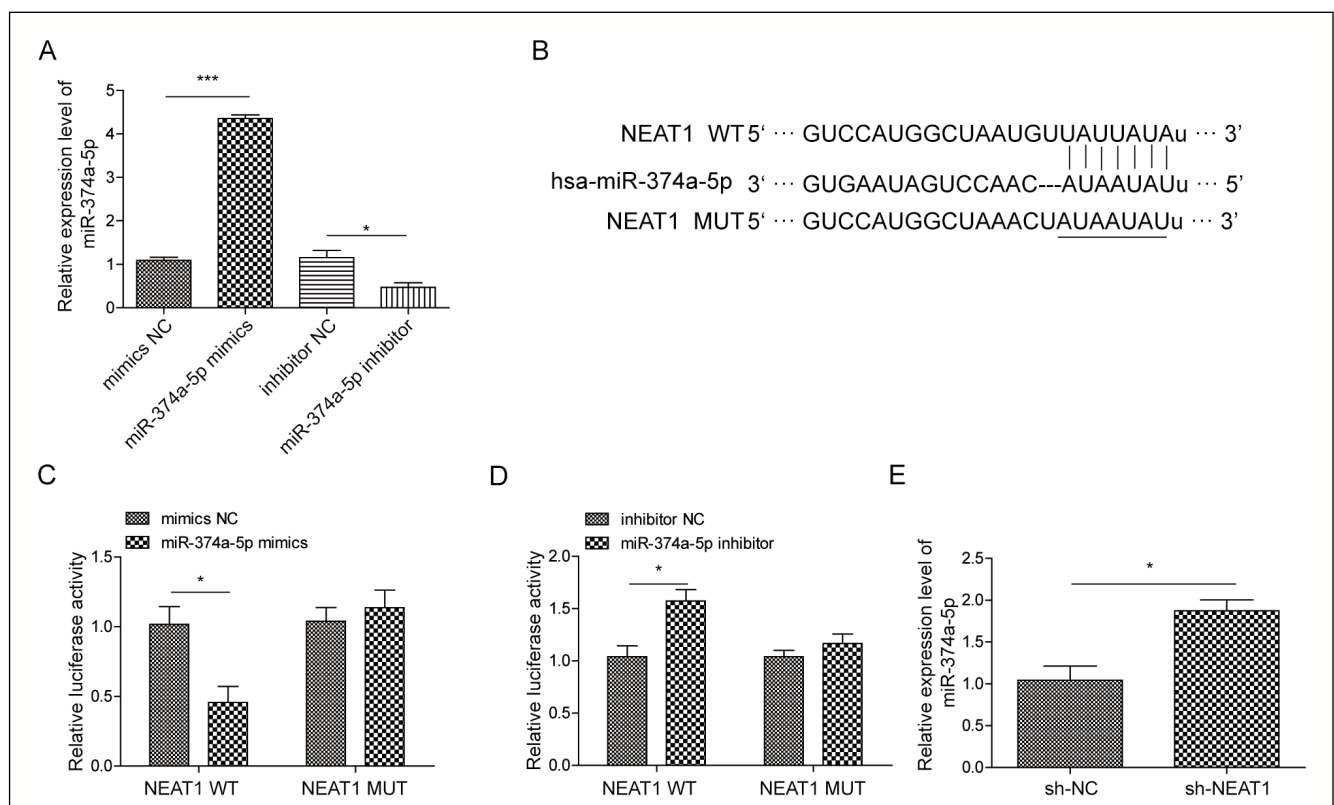 A
Relative expression level of
miR-374a-5p
5
4
3
2
1
0
***
*
mimics NC
miR-374a-5p mimics
inhibitor NC
miR-374a-5p inhibitor
B
NEAT1 WT 5‘ ··· GUCCAUGGCUAAUGUUAUUAUAu ··· 3’
hsa-miR-374a-5p 3‘ ··· GUGAAUAGUCCAAC---AUAAUAUu ··· 5’
NEAT1 MUT 5‘ ··· GUCCAUGGCUAAACUAUAAUAUu ··· 3’
C
mimics NC
miR-374a-5p mimics
Relative luciferase activity
1.5
1.0
0.5
0.0
*
NEAT1 WT NEAT1 MUT
D
inhibitor NC
miR-374a-5p inhibitor
Relative luciferase activity
2.0
1.5
1.0
0.5
0.0
*
NEAT1 WT NEAT1 MUT
E
Relative expression level of
miR-374a-5p
2.5
2.0
1.5
1.0
0.5
0.0
*
sh-NC sh-NEAT1